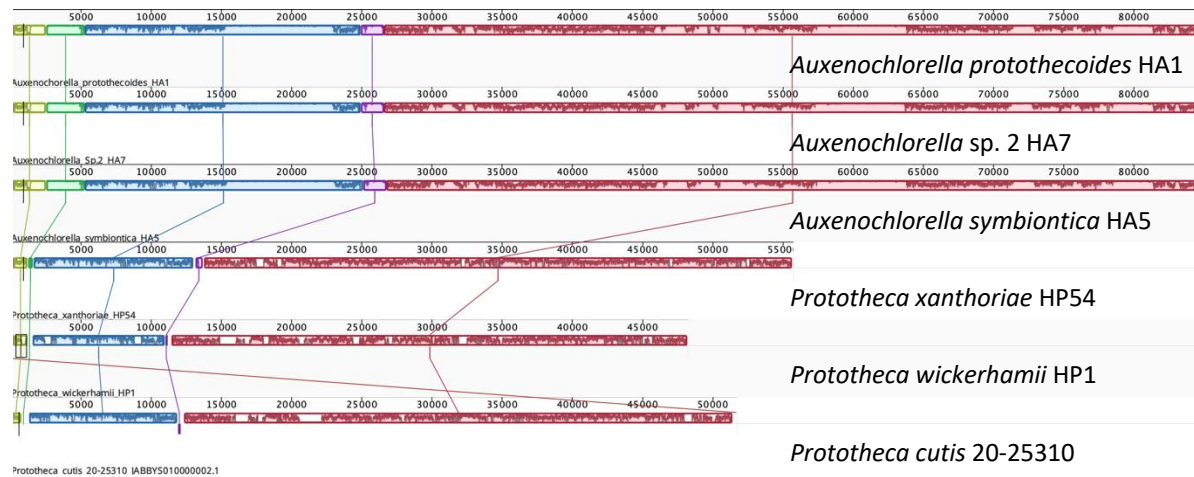 5000 10000 15000 20000 25000 30000 35000 40000 45000 50000 55000 60000 65000 70000 75000 80000
Auxenochlorella protothecoides HA1
Auxenochorella_protothecoides_HA1
5000 10000 15000 20000 25000 30000 35000 40000 45000 50000 55000 60000 65000 70000 75000 80000
Auxenochlorella sp. 2 HA7
Auxenochlorella_Sp.2_HA7
5000 10000 15000 20000 25000 30000 35000 40000 45000 50000 55000 60000 65000 70000 75000 80000
Auxenochlorella symbiontica HA5
Auxenochlorella_symbiontica_HA5
5000 10000 15000 20000 25000 30000 35000 40000 45000 50000 5500
Prototheca xanthoriae HP54
Prototheca_xanthoriae_HP54
5000 10000 15000 20000 25000 30000 35000 40000 45000
Prototheca wickerhamii HP1
Prototheca_wickerhamii_HP1
5000 10000 15000 20000 25000 30000 35000 40000 45000 50000
Prototheca cutis 20-25310
Prototheca cutis 20-25310 JABBYS010000002.1